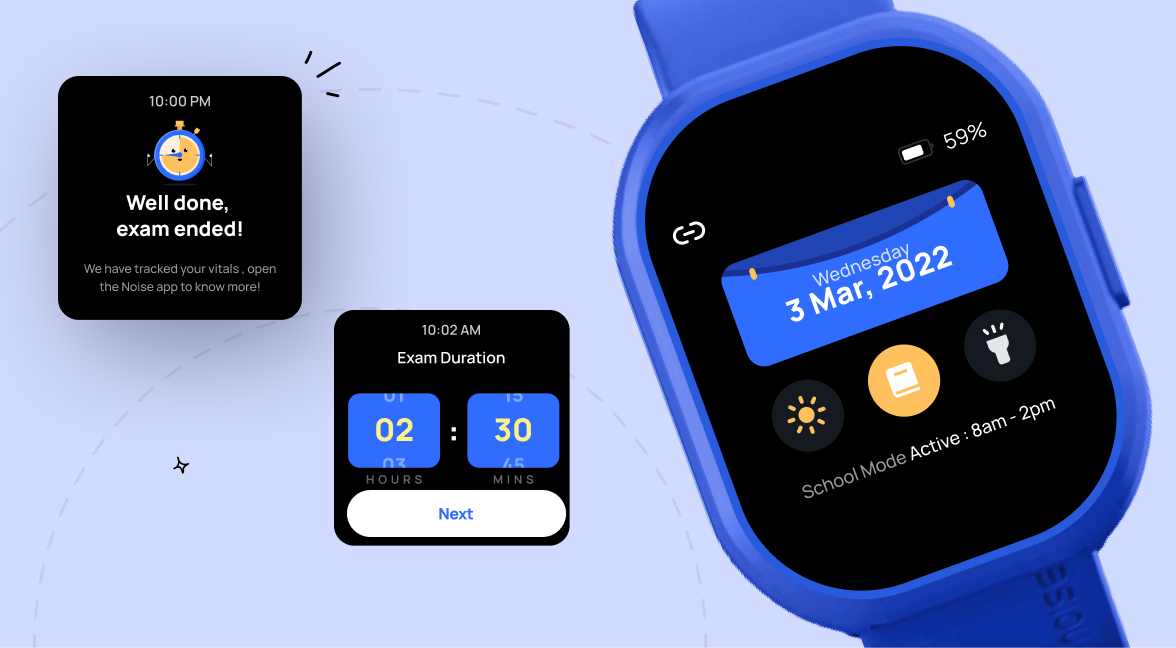 10:00 PM
Well done,
exam ended!
We have tracked your vitals , open
the Noise app to know more!
10:02 AM
Exam Duration
01 15
02 : 30
03 45
HOURS MINS
Next
59%
Wednesday
3 Mar, 2022
School Mode Active : 8am - 2pm
NOISE